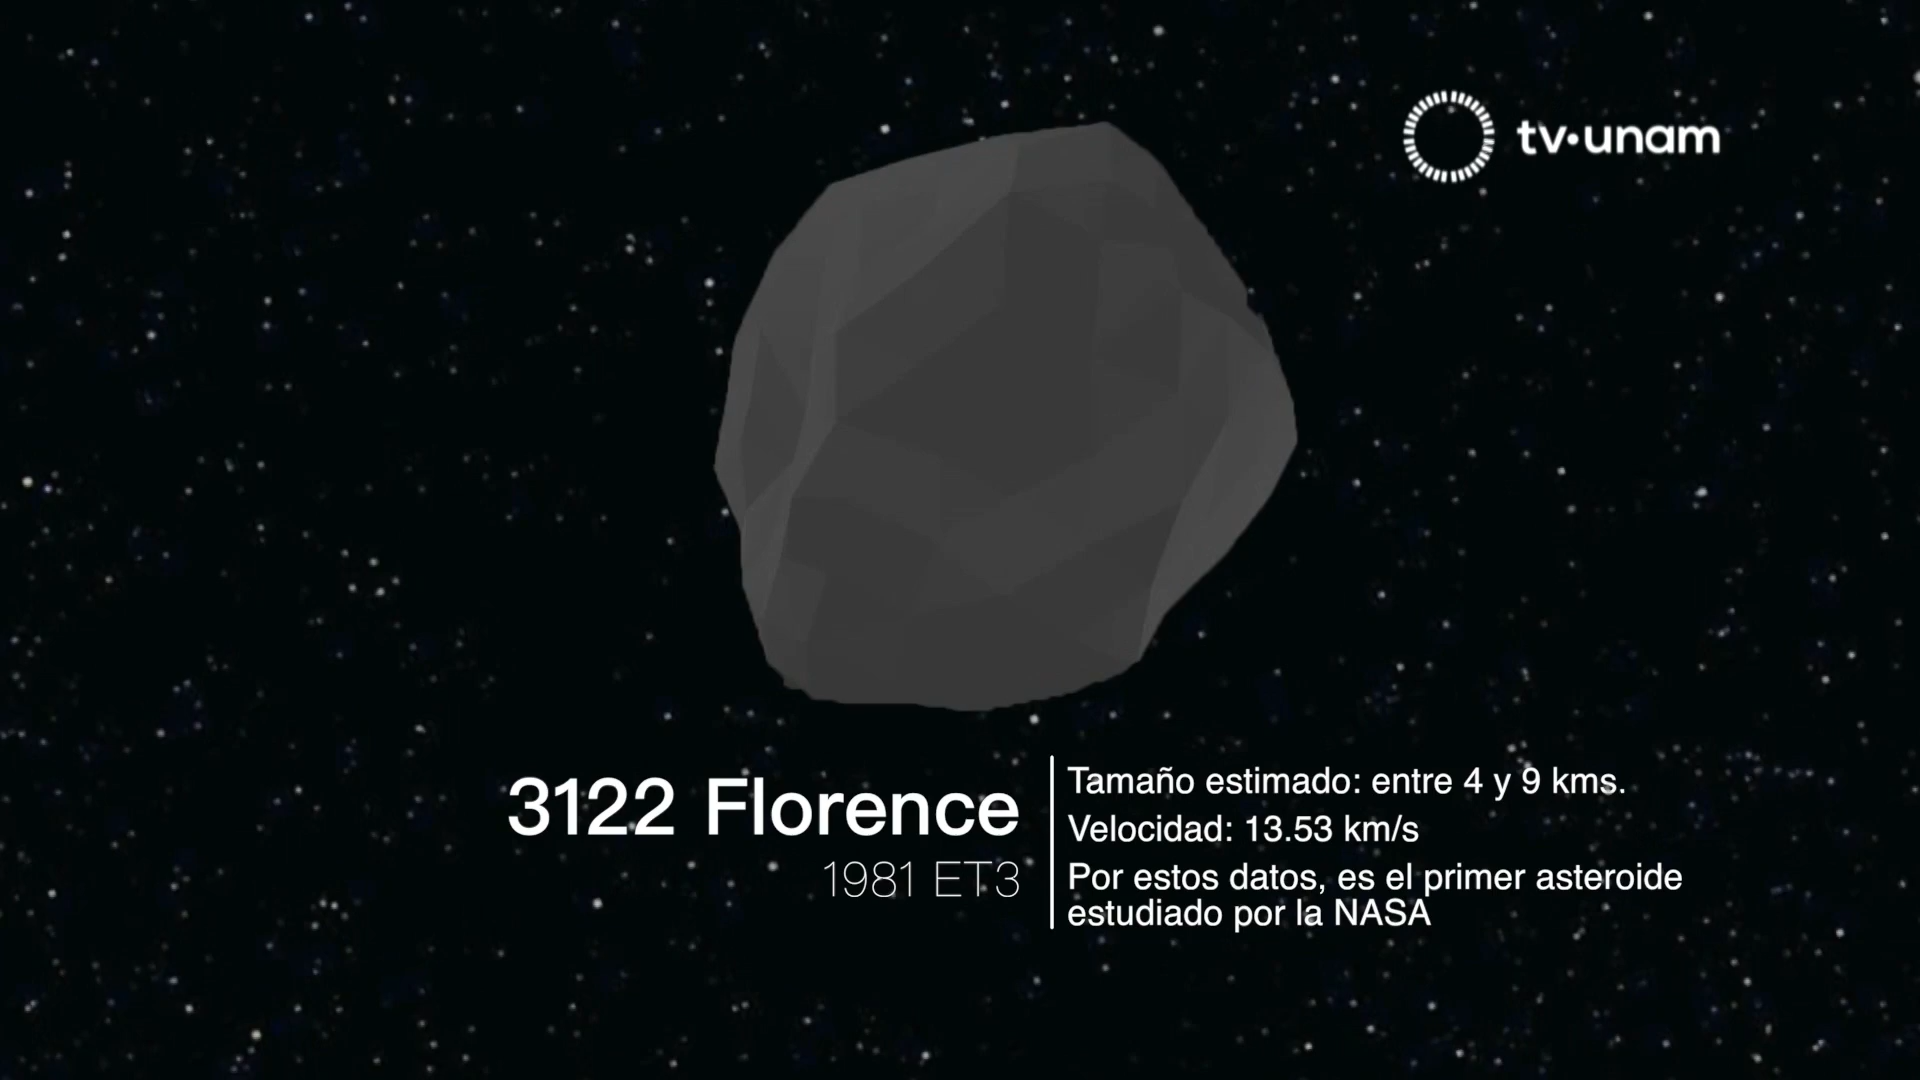 tv·unam
3122 Florence
1981 ET3
Tamaño estimado: entre 4 y 9 kms.
Velocidad: 13.53 km/s
Por estos datos, es el primer asteroide
estudiado por la NASA